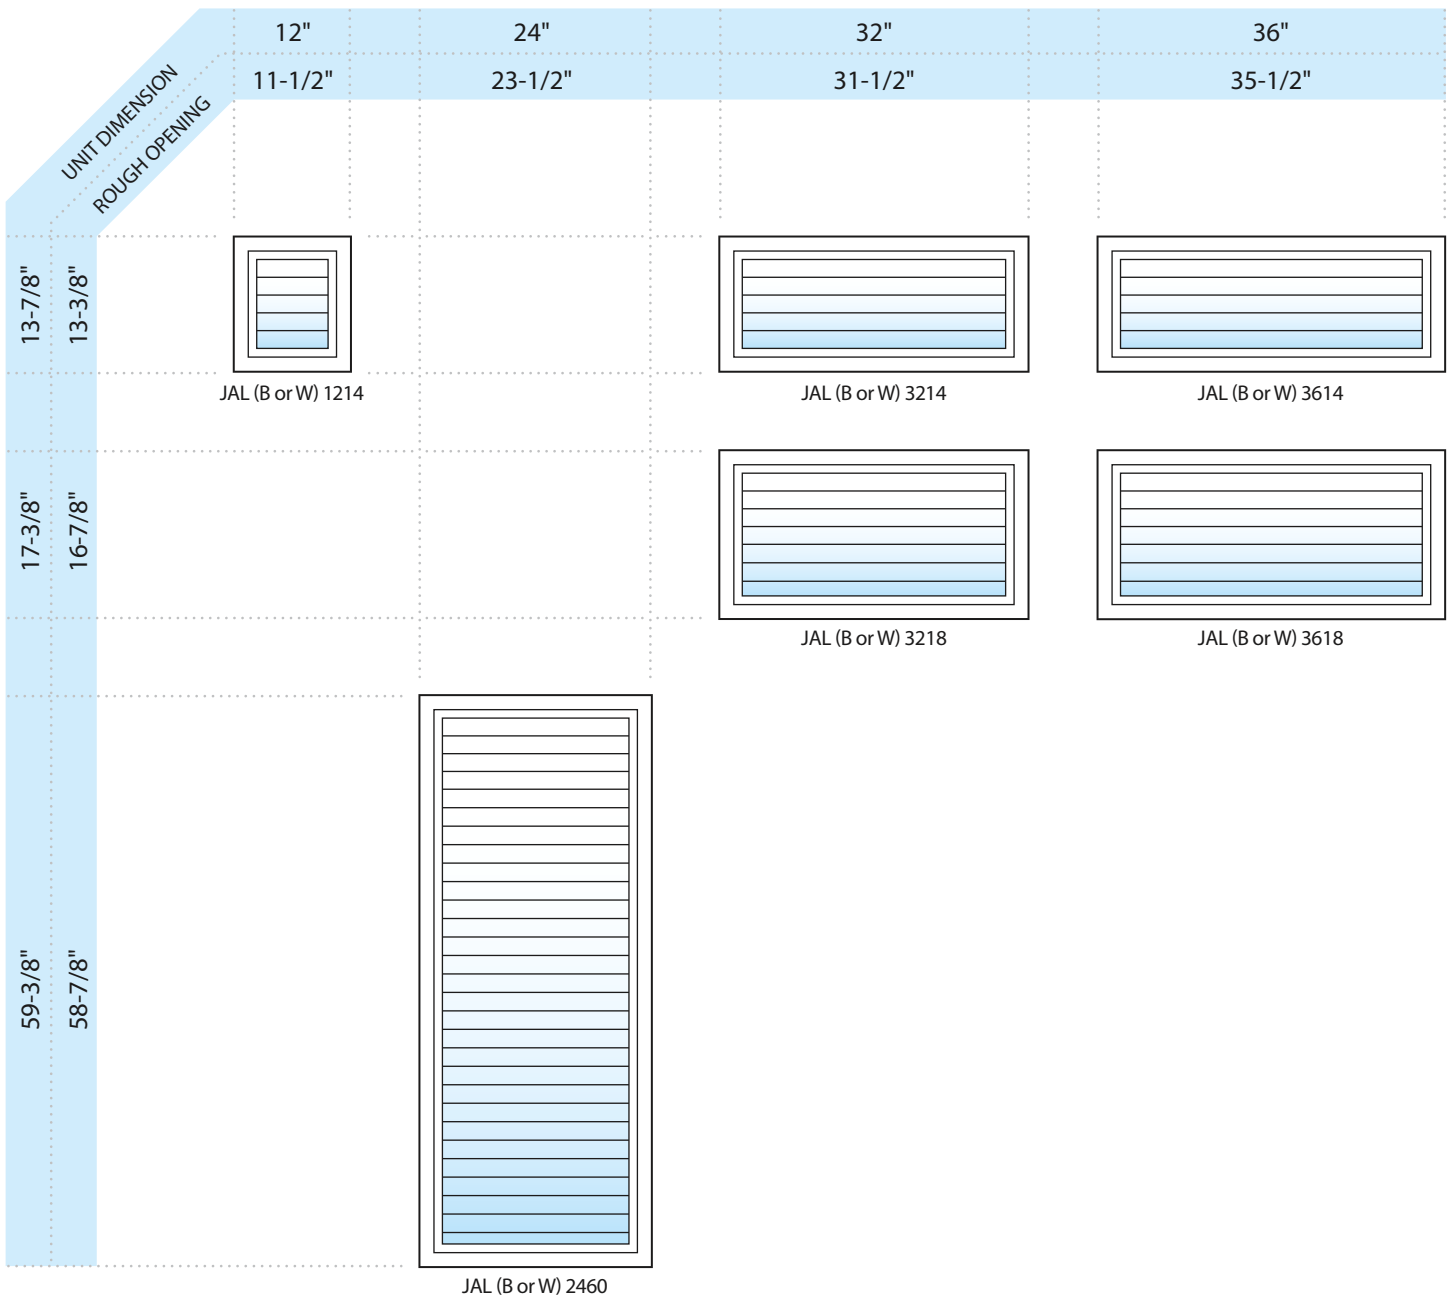 12" 24" 32" 36"
11-1/2" 23-1/2" 31-1/2" 35-1/2"
UNIT DIMENSION
ROUGH OPENING
13-7/8" 13-3/8"
JAL (B or W) 1214 JAL (B or W) 3214 JAL (B or W) 3614
17-3/8" 16-7/8"
JAL (B or W) 3218 JAL (B or W) 3618
59-3/8" 58-7/8"
JAL (B or W) 2460